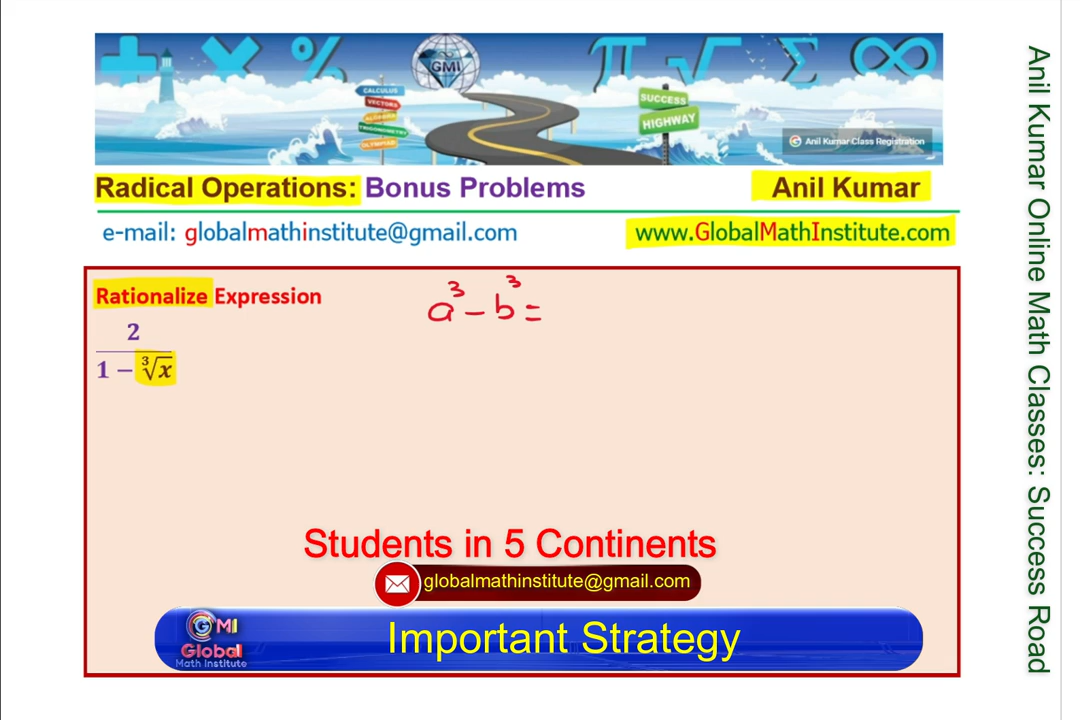 GMI
CALCULUS
VECTORS
ALGEBRA
TRIGONOMETRY
OLYMPIAD
SUCCESS
HIGHWAY
Anil Kumar Class Registration
Radical Operations: Bonus Problems
Anil Kumar
e-mail: globalmathinstitute@gmail.com
www.GlobalMathInstitute.com
Rationalize Expression
2
1 − ∛x
a³ − b³ =
Students in 5 Continents
globalmathinstitute@gmail.com
GMI
Global
Math Institute
Important Strategy
Anil Kumar Online Math Classes: Success Road